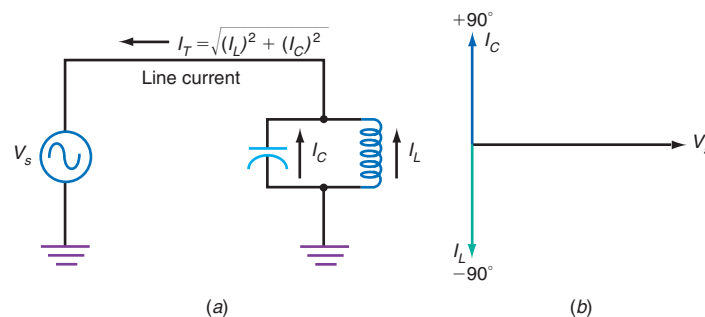 I_T = √(I_L)² + (I_C)²
Line current
V_s
I_C
I_L
(a)
+90°
I_C
V
I_L
−90°
(b)